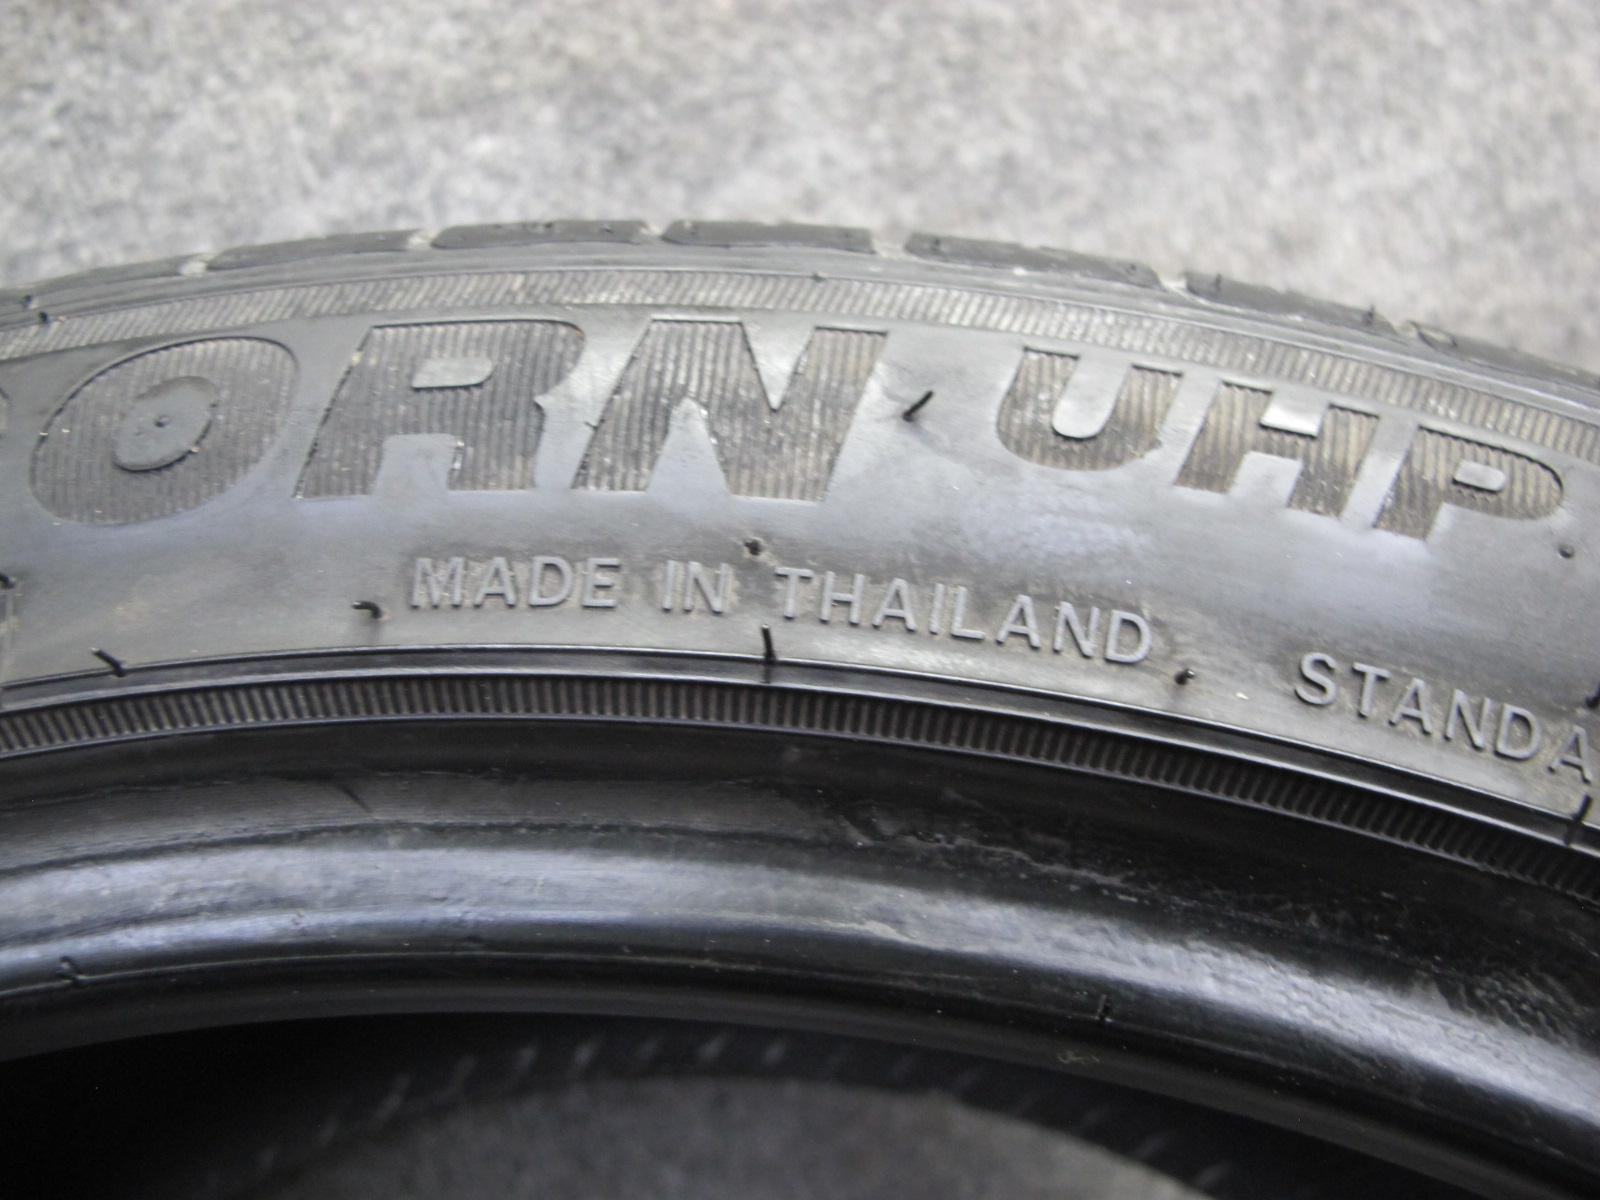 ORN UHP
MADE IN THAILAND STANDA